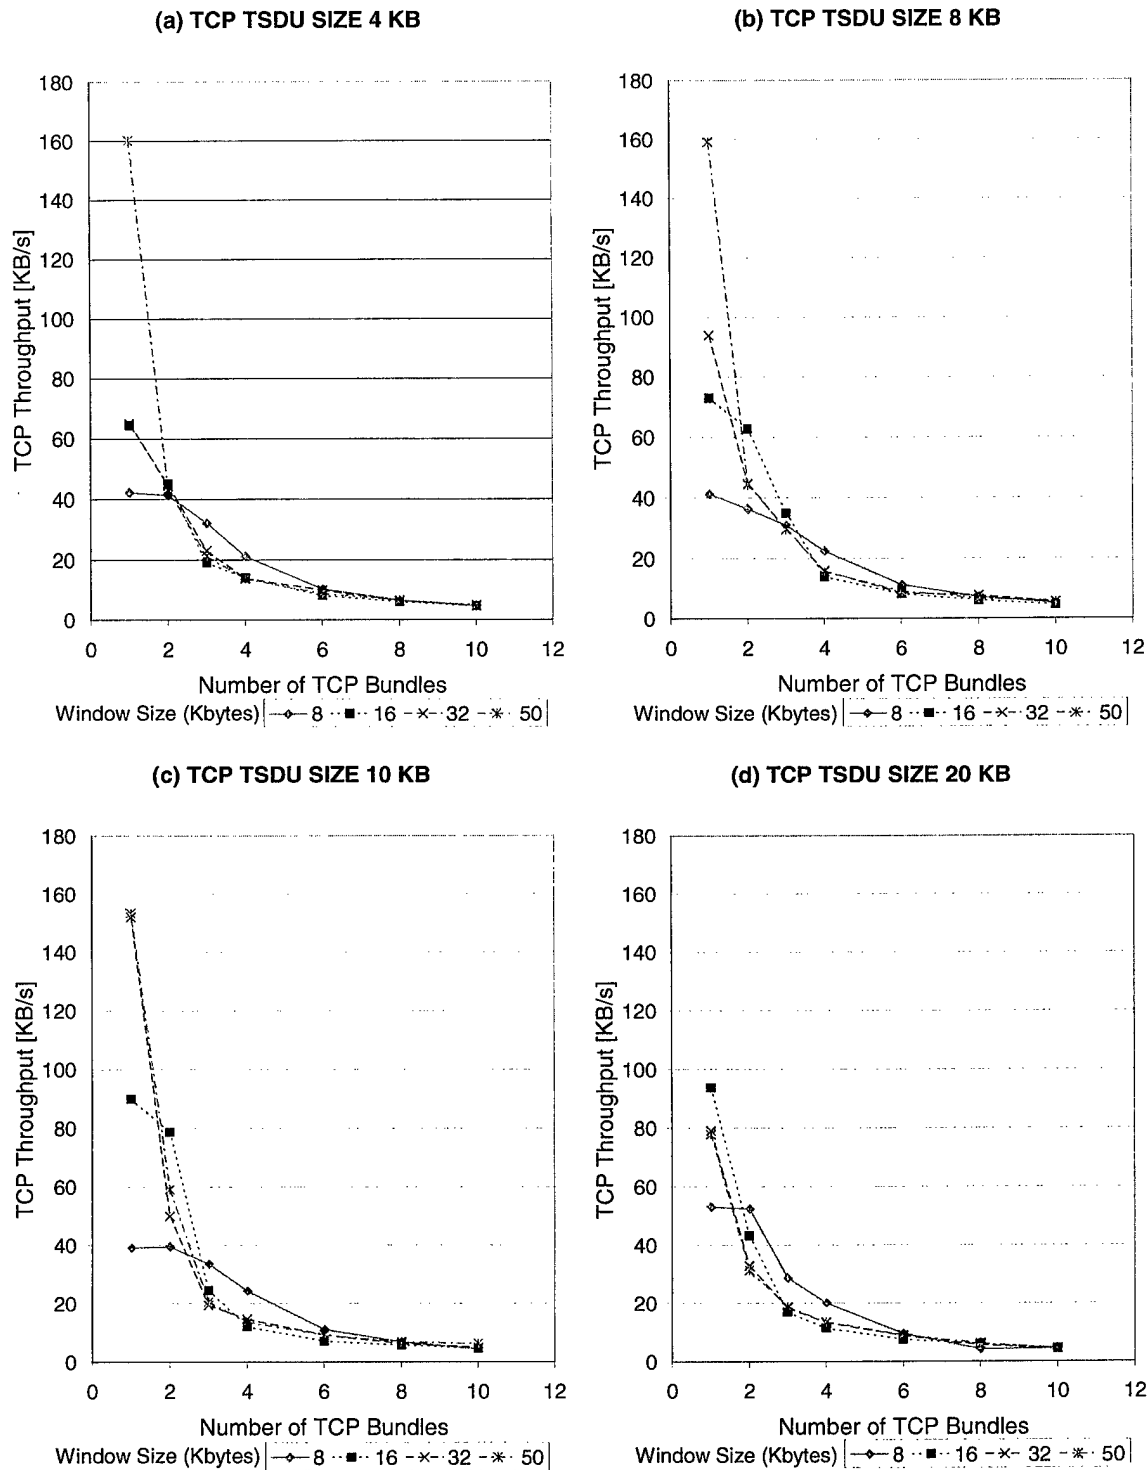 (a) TCP TSDU SIZE 4 KB
TCP Throughput [KB/s]
180
160
140
120
100
80
60
40
20
0
0 2 4 6 8 10 12
Number of TCP Bundles
Window Size (Kbytes) 8 16 32 50
(b) TCP TSDU SIZE 8 KB
TCP Throughput [KB/s]
180
160
140
120
100
80
60
40
20
0
0 2 4 6 8 10 12
Number of TCP Bundles
Window Size (Kbytes) 8 16 32 50
(c) TCP TSDU SIZE 10 KB
TCP Throughput [KB/s]
180
160
140
120
100
80
60
40
20
0
0 2 4 6 8 10 12
Number of TCP Bundles
Window Size (Kbytes) 8 16 32 50
(d) TCP TSDU SIZE 20 KB
TCP Throughput [KB/s]
180
160
140
120
100
80
60
40
20
0
0 2 4 6 8 10 12
Number of TCP Bundles
Window Size (Kbytes) 8 16 32 50